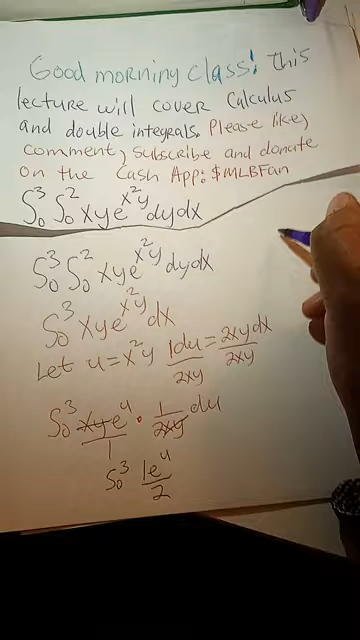 Good morning class! This
lecture will cover Calculus
and double integrals. Please like,
comment, subscribe and donate
on the Cash App: $MLBFan
∫₀³ ∫₀² xye^(x²y) dydx
∫₀³ ∫₀² xye^(x²y) dydx
∫₀³ xye^(x²y) dx
Let u = x²y 1du/2xy = 2xydx/2xy
∫₀³ xye^u/1 • 1/2xy du
∫₀³ 1e^u/2